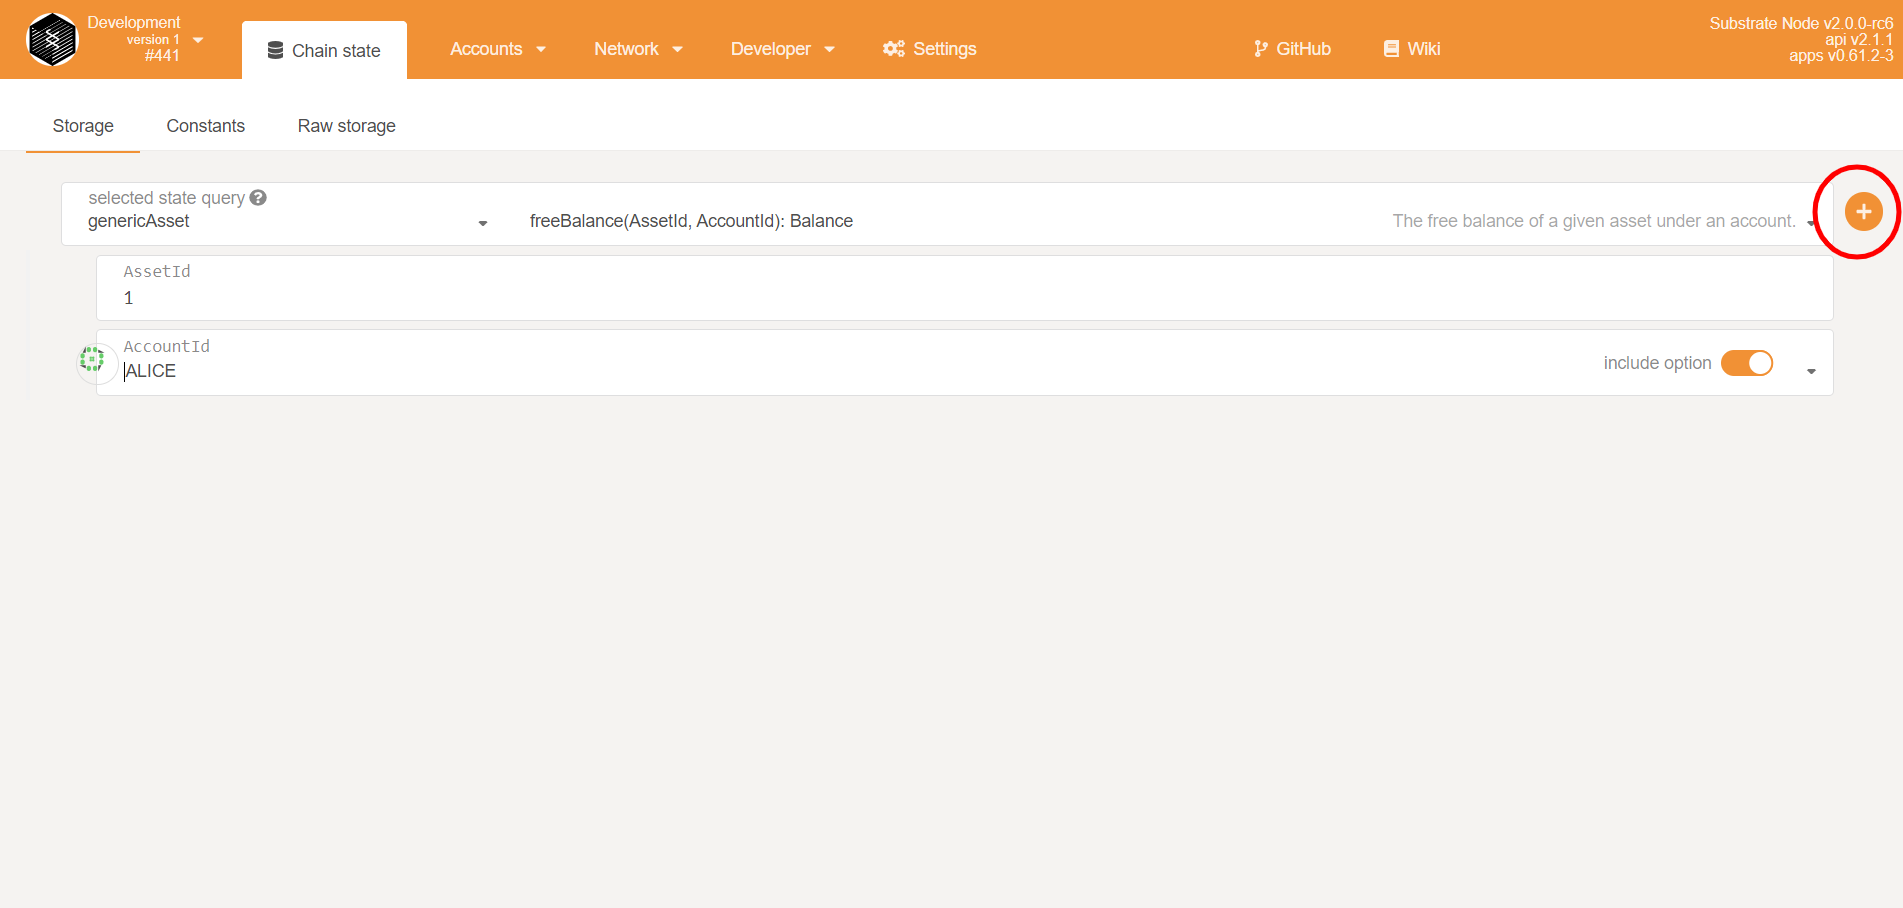 Development
version 1
#441
Chain state
Accounts
Network
Developer
Settings
GitHub
Wiki
Substrate Node v2.0.0-rc6
api v2.1.1
apps v0.61.2-3
Storage
Constants
Raw storage
selected state query
genericAsset
freeBalance(AssetId, AccountId): Balance
The free balance of a given asset under an account.
AssetId
1
AccountId
ALICE
include option